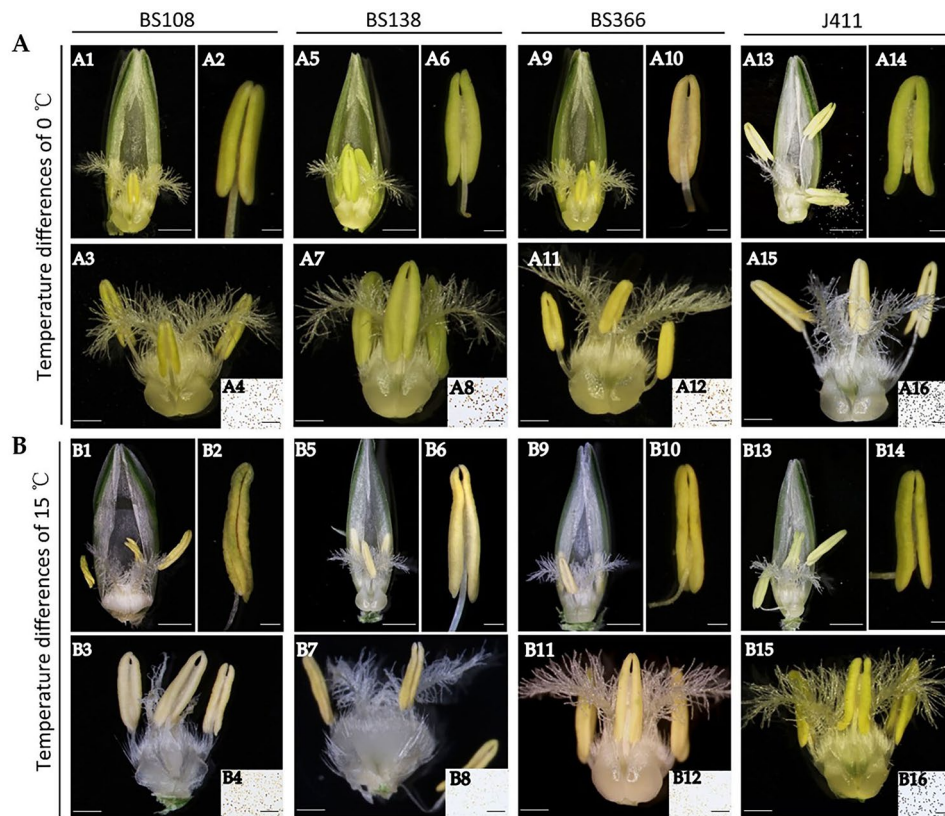 BS108 BS138 BS366 J411
A
Temperature differences of 0 ℃
A1 A2 A5 A6 A9 A10 A13 A14
A3 A7 A11 A15
A4 A8 A12 A16
B
Temperature differences of 15 ℃
B1 B2 B5 B6 B9 B10 B13 B14
B3 B7 B11 B15
B4 B8 B12 B16